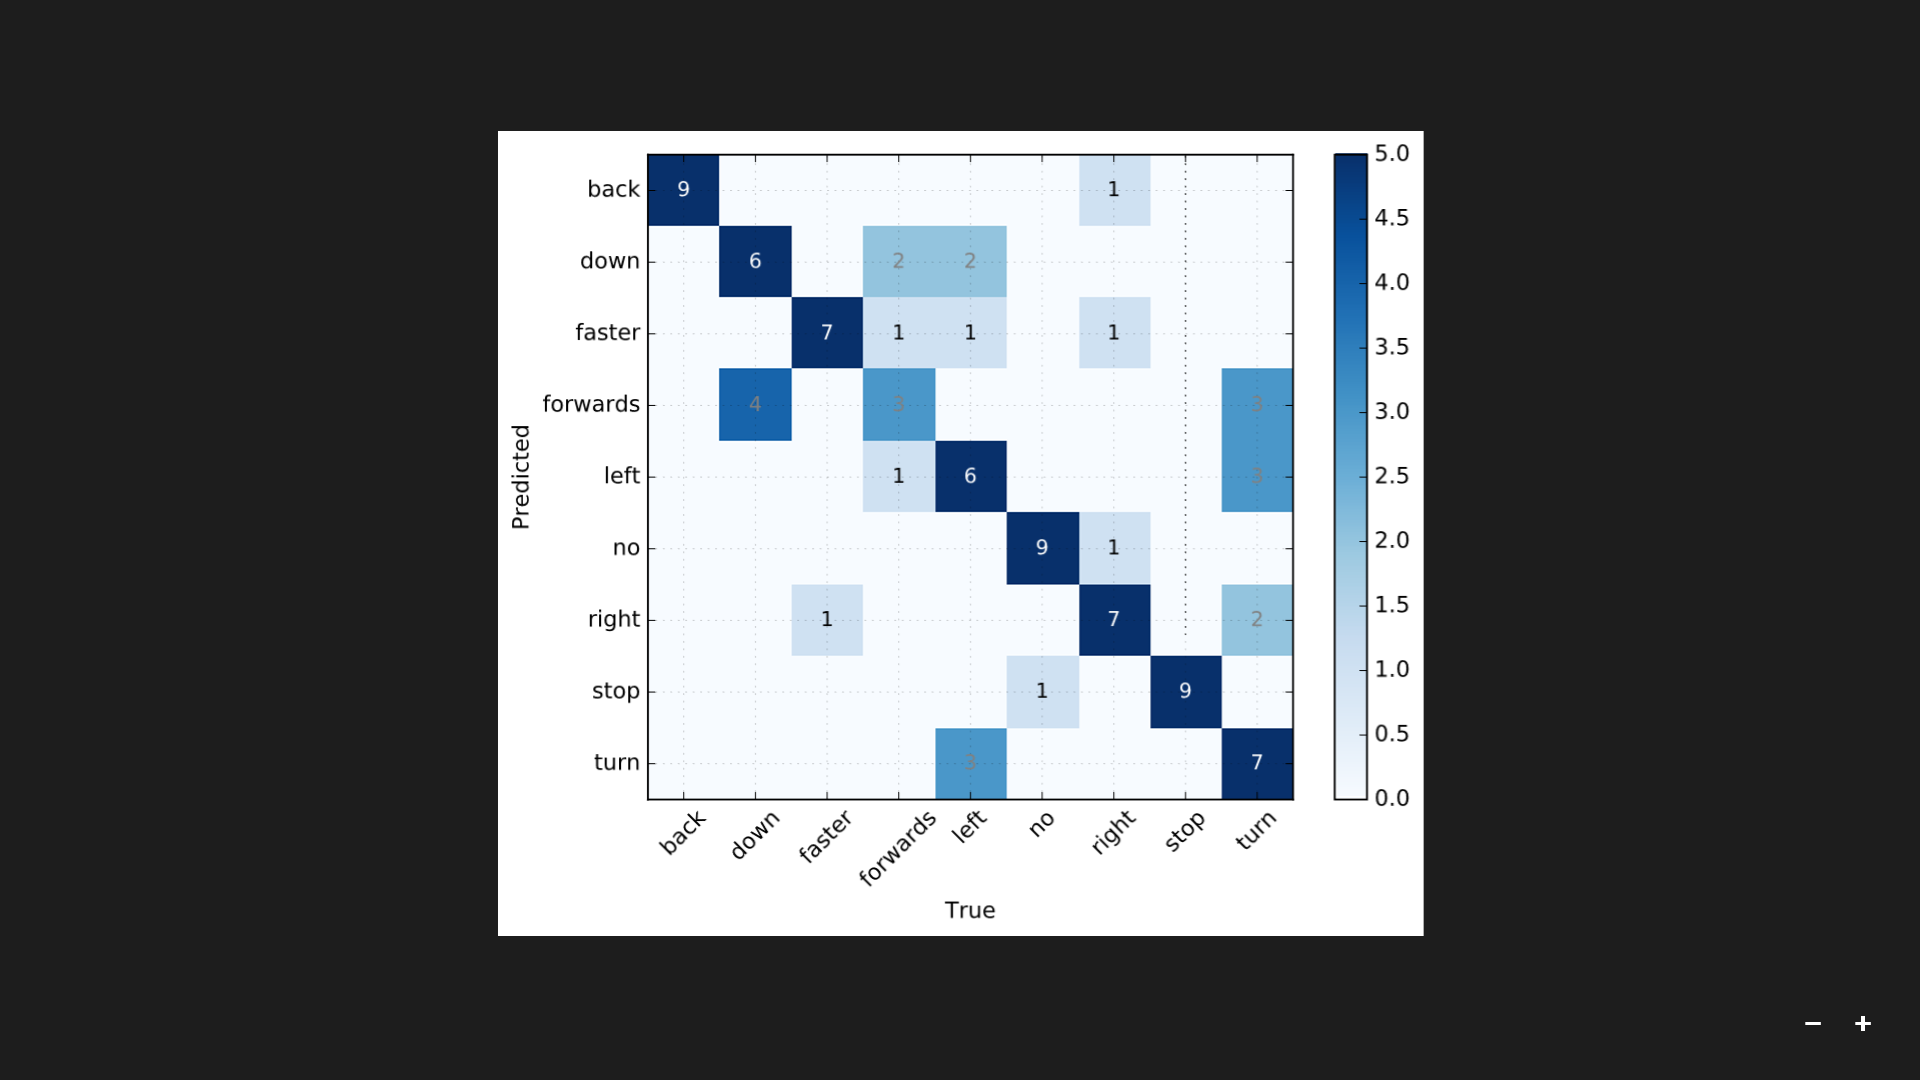 back 9 1
down 6 2 2
faster 7 1 1 1
forwards 4 3 3
left 1 6 3
no 9 1
right 1 7 2
stop 1 9
turn 3 7
back down faster forwards left no right stop turn
True
Predicted
5.0
4.5
4.0
3.5
3.0
2.5
2.0
1.5
1.0
0.5
0.0